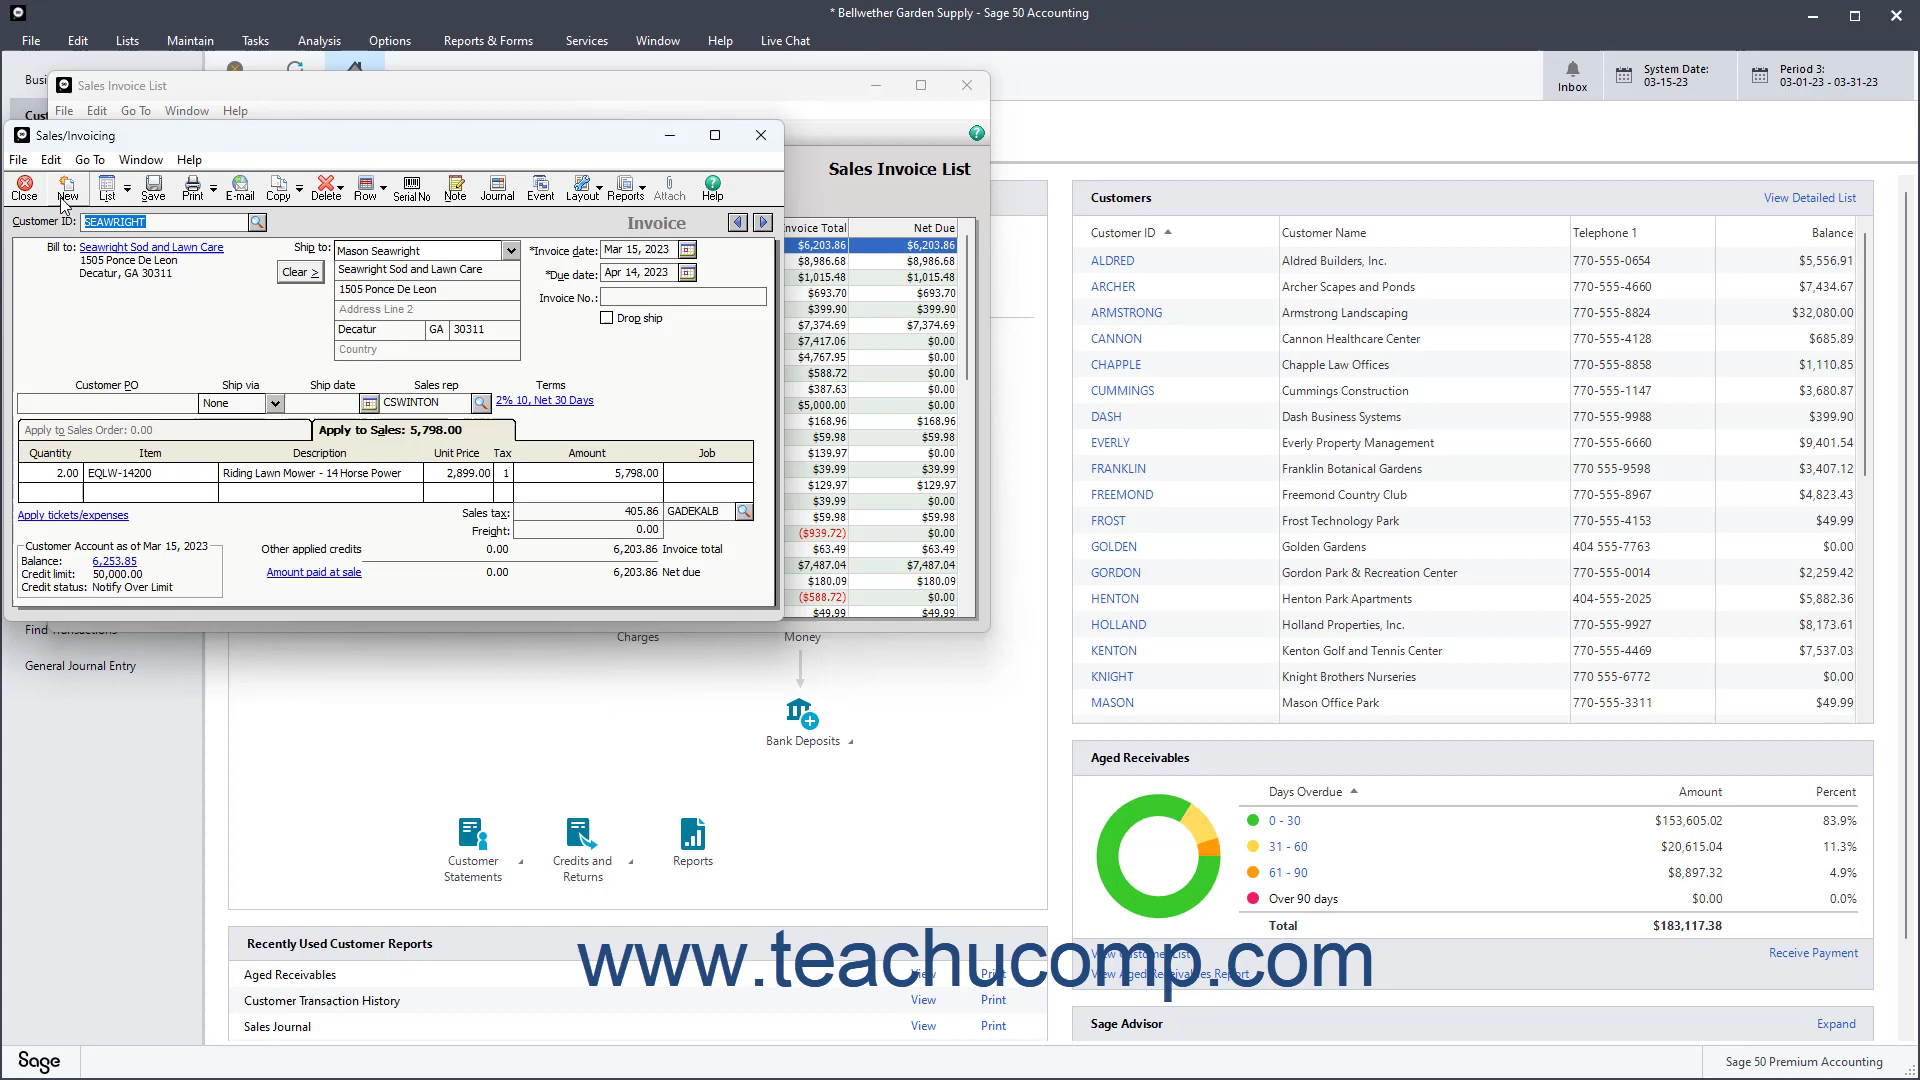 * Bellwether Garden Supply - Sage 50 Accounting
File Edit Lists Maintain Tasks Analysis Options Reports & Forms Services Window Help Live Chat
Busi
Inbox
System Date:
03-15-23
Period 3:
03-01-23 - 03-31-23
Sales Invoice List
File Edit Go To Window Help
Sales/Invoicing
File Edit Go To Window Help
Close New List Save Print E-mail Copy Delete Row Serial No Note Journal Event Layout Reports Attach Help
Customer ID: SEAWRIGHT
Invoice
Bill to: Seawright Sod and Lawn Care
1505 Ponce De Leon
Decatur, GA 30311
Ship to: Mason Seawright
Clear >
Seawright Sod and Lawn Care
1505 Ponce De Leon
Address Line 2
Decatur GA 30311
Country
*Invoice date: Mar 15, 2023
*Due date: Apr 14, 2023
Invoice No.:
Drop ship
Customer PO Ship via Ship date Sales rep Terms
None CSWINTON 2% 10, Net 30 Days
Apply to Sales Order: 0.00 Apply to Sales: 5,798.00
Quantity Item Description Unit Price Tax Amount Job
2.00 EQLW-14200 Riding Lawn Mower - 14 Horse Power 2,899.00 1 5,798.00
Apply tickets/expenses
Sales tax: 405.86 GADEKALB
Freight: 0.00
Other applied credits 0.00 6,203.86 Invoice total
Amount paid at sale 0.00 6,203.86 Net due
Customer Account as of Mar 15, 2023
Balance: 6,253.85
Credit limit: 50,000.00
Credit status: Notify Over Limit
Sales Invoice List
nvoice Total Net Due
$6,203.86 $6,203.86
$8,986.68 $8,986.68
$1,015.48 $1,015.48
$693.70 $693.70
$399.90 $399.90
$7,374.69 $7,374.69
$7,417.06 $0.00
$4,767.95 $0.00
$588.72 $0.00
$387.63 $0.00
$5,000.00 $0.00
$168.96 $0.00
$59.98 $59.98
$139.97 $0.00
$39.99 $39.99
$129.97 $129.97
$39.99 $0.00
$59.98 $59.98
($939.72) $0.00
$63.49 $63.49
$7,487.04 $7,487.04
$180.09 $180.09
($588.72) $0.00
$49.99 $49.99
Find Transactions
General Journal Entry
Charges
Money
Bank Deposits
Customer
Statements
Credits and
Returns
Reports
Recently Used Customer Reports
Aged Receivables View Print
Customer Transaction History View Print
Sales Journal View Print
Customers View Detailed List
Customer ID Customer Name Telephone 1 Balance
ALDRED Aldred Builders, Inc. 770-555-0654 $5,556.91
ARCHER Archer Scapes and Ponds 770-555-4660 $7,434.67
ARMSTRONG Armstrong Landscaping 770-555-8824 $32,080.00
CANNON Cannon Healthcare Center 770-555-4128 $685.89
CHAPPLE Chapple Law Offices 770-555-8858 $1,110.85
CUMMINGS Cummings Construction 770-555-1147 $3,680.87
DASH Dash Business Systems 770-555-9988 $399.90
EVERLY Everly Property Management 770-555-6660 $9,401.54
FRANKLIN Franklin Botanical Gardens 770 555-9598 $3,407.12
FREEMOND Freemond Country Club 770-555-8967 $4,823.43
FROST Frost Technology Park 770-555-4153 $49.99
GOLDEN Golden Gardens 404 555-7763 $0.00
GORDON Gordon Park & Recreation Center 770-555-0014 $2,259.42
HENTON Henton Park Apartments 404-555-2025 $5,882.36
HOLLAND Holland Properties, Inc. 770-555-9927 $8,173.61
KENTON Kenton Golf and Tennis Center 770-555-4469 $7,537.03
KNIGHT Knight Brothers Nurseries 770 555-6772 $0.00
MASON Mason Office Park 770-555-3311 $49.99
Aged Receivables
Days Overdue Amount Percent
0 - 30 $153,605.02 83.9%
31 - 60 $20,615.04 11.3%
61 - 90 $8,897.32 4.9%
Over 90 days $0.00 0.0%
Total $183,117.38
View Customer List
Receive Payment
View Aged Receivables Report
Sage Advisor Expand
www.teachucomp.com
Sage
Sage 50 Premium Accounting